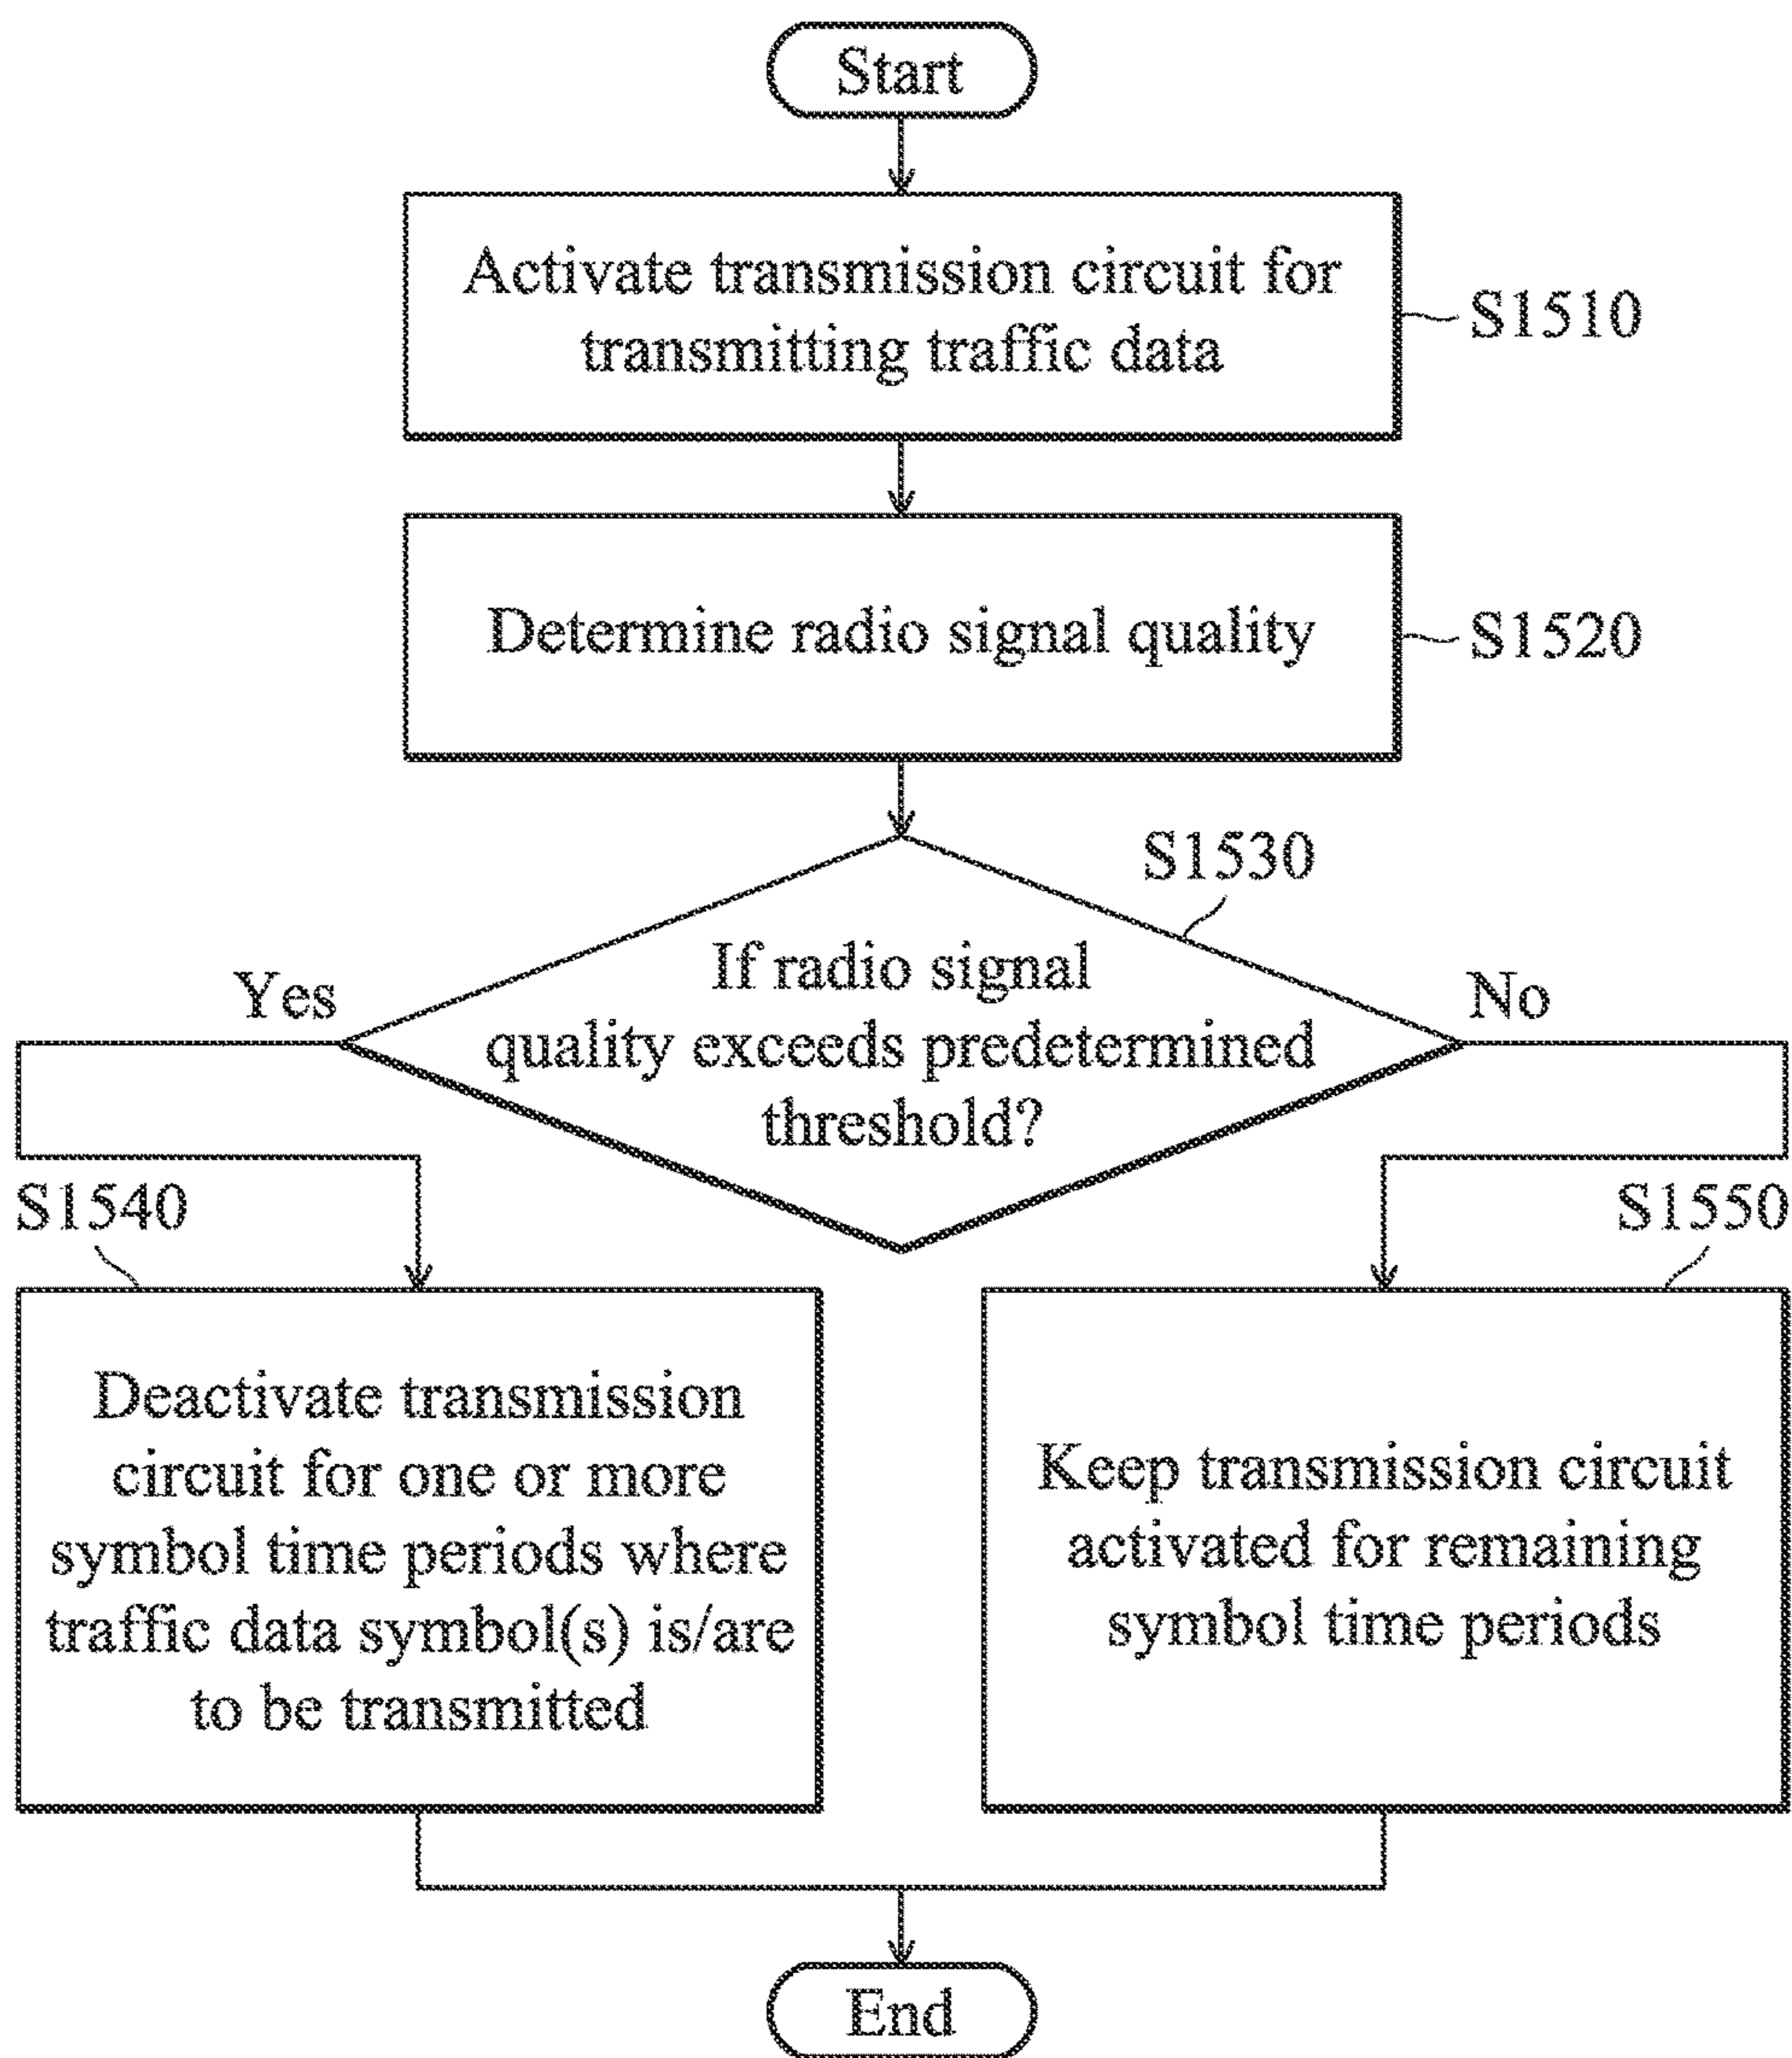 Start
Activate transmission circuit for
transmitting traffic data
S1510
Determine radio signal quality
S1520
S1530
If radio signal
quality exceeds predetermined
threshold?
Yes
No
S1540
S1550
Deactivate transmission
circuit for one or more
symbol time periods where
traffic data symbol(s) is/are
to be transmitted
Keep transmission circuit
activated for remaining
symbol time periods
End